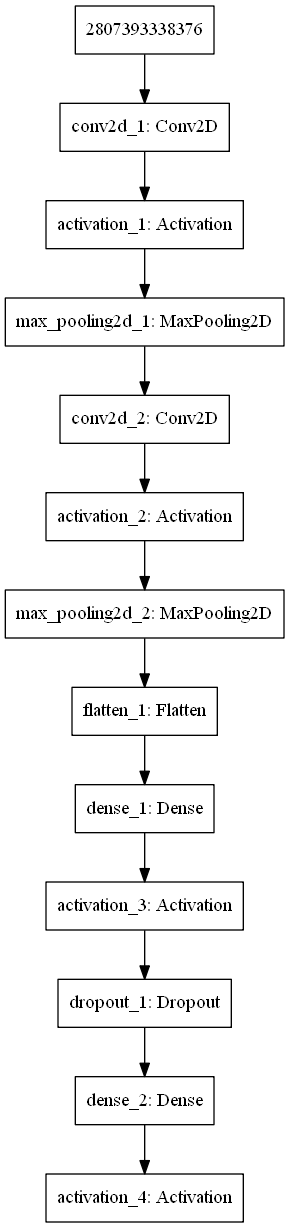 2807393338376
conv2d_1: Conv2D
activation_1: Activation
max_pooling2d_1: MaxPooling2D
conv2d_2: Conv2D
activation_2: Activation
max_pooling2d_2: MaxPooling2D
flatten_1: Flatten
dense_1: Dense
activation_3: Activation
dropout_1: Dropout
dense_2: Dense
activation_4: Activation